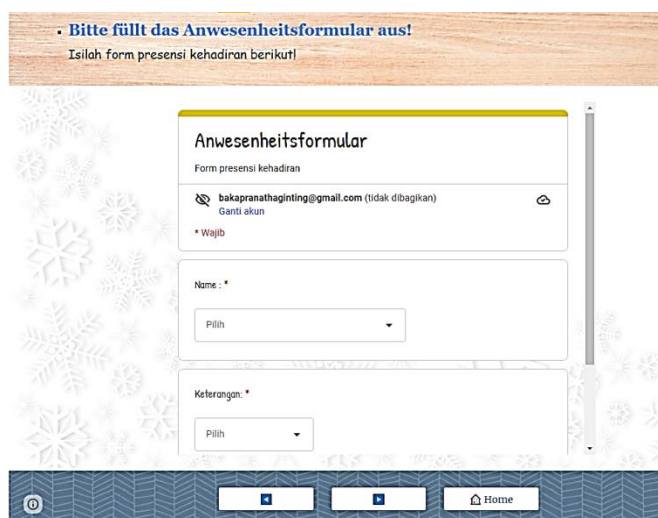 Bitte füllt das Anwesenheitsformular aus!
Isilah form presensi kehadiran berikut!
Anwesenheitsformular
Form presensi kehadiran
bakapranathaginting@gmail.com (tidak dibagikan)
Ganti akun
* Wajib
Name : *
Pilih
Keterangan: *
Pilih
Home